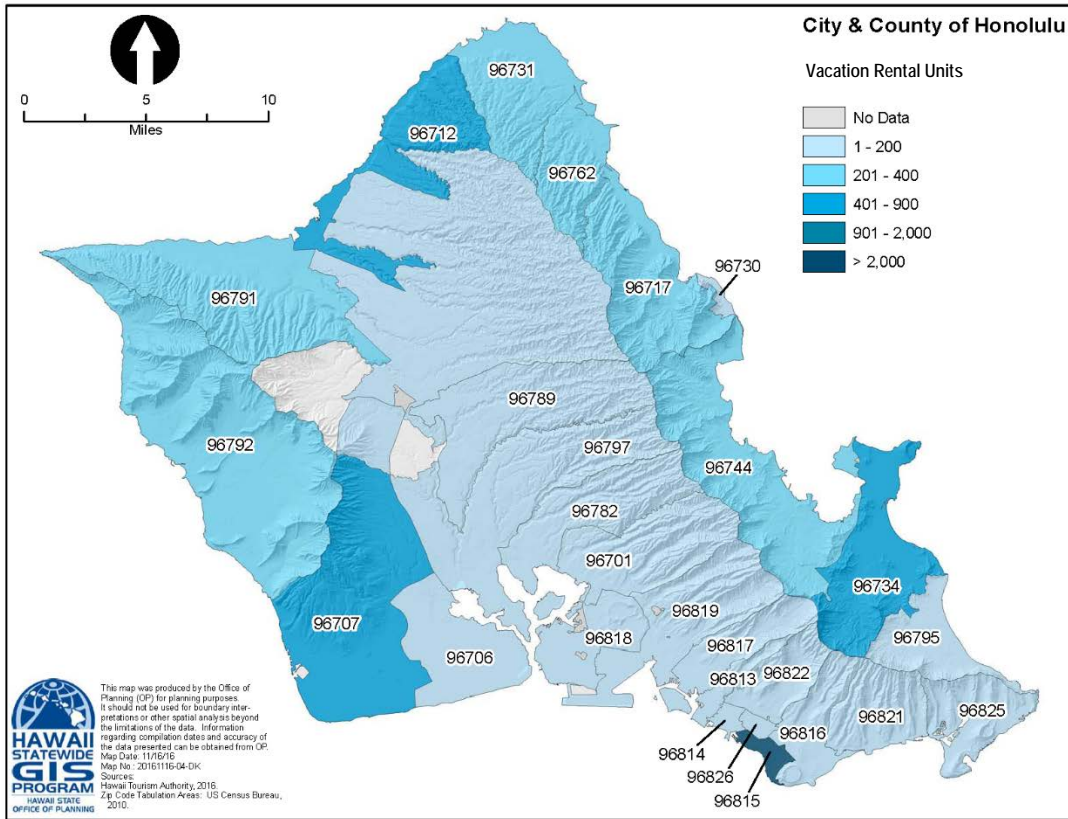 City & County of Honolulu
Vacation Rental Units
No Data
1 - 200
201 - 400
401 - 900
901 - 2,000
> 2,000
0 5 10
Miles
96731
96712
96762
96730
96717
96791
96789
96792
96797
96744
96782
96701
96734
96707
96819
96795
96818
96817
96706
96822
96813
96825
96821
96816
96814
96826
96815
HAWAII
STATEWIDE
GIS
PROGRAM
HAWAII STATE
OFFICE OF PLANNING
This map was produced by the Office of
Planning (OP) for planning purposes.
It should not be used for boundary inter-
pretations or other spatial analysis beyond
the limitations of the data. Information
regarding compilation dates and accuracy of
the data presented can be obtained from OP.
Map Date: 11/16/16
Map No.: 20161116-04-DK
Sources:
Hawaii Tourism Authority, 2016.
Zip Code Tabulation Areas: US Census Bureau,
2010.